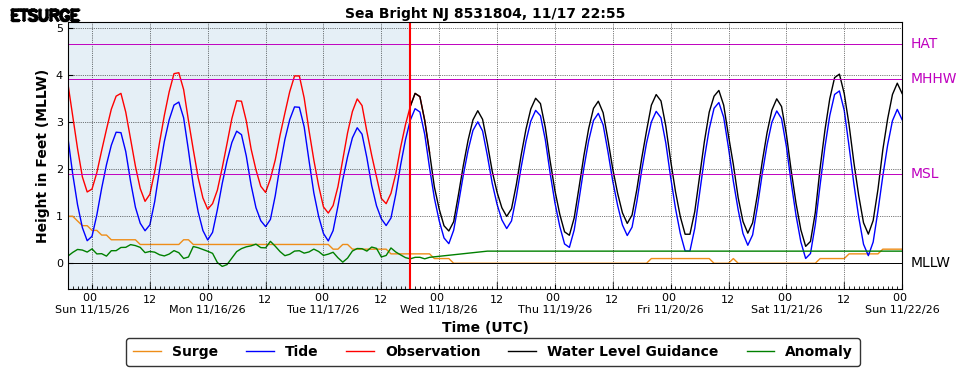 ETSURGE
Sea Bright NJ 8531804, 11/17 22:55
Height in Feet (MLLW)
5
4
3
2
1
0
HAT
MHHW
MSL
MLLW
00 12 00 12 00 12 00 12 00 12 00 12 00 12 00
Sun 11/15/26 Mon 11/16/26 Tue 11/17/26 Wed 11/18/26 Thu 11/19/26 Fri 11/20/26 Sat 11/21/26 Sun 11/22/26
Time (UTC)
Surge Tide Observation Water Level Guidance Anomaly